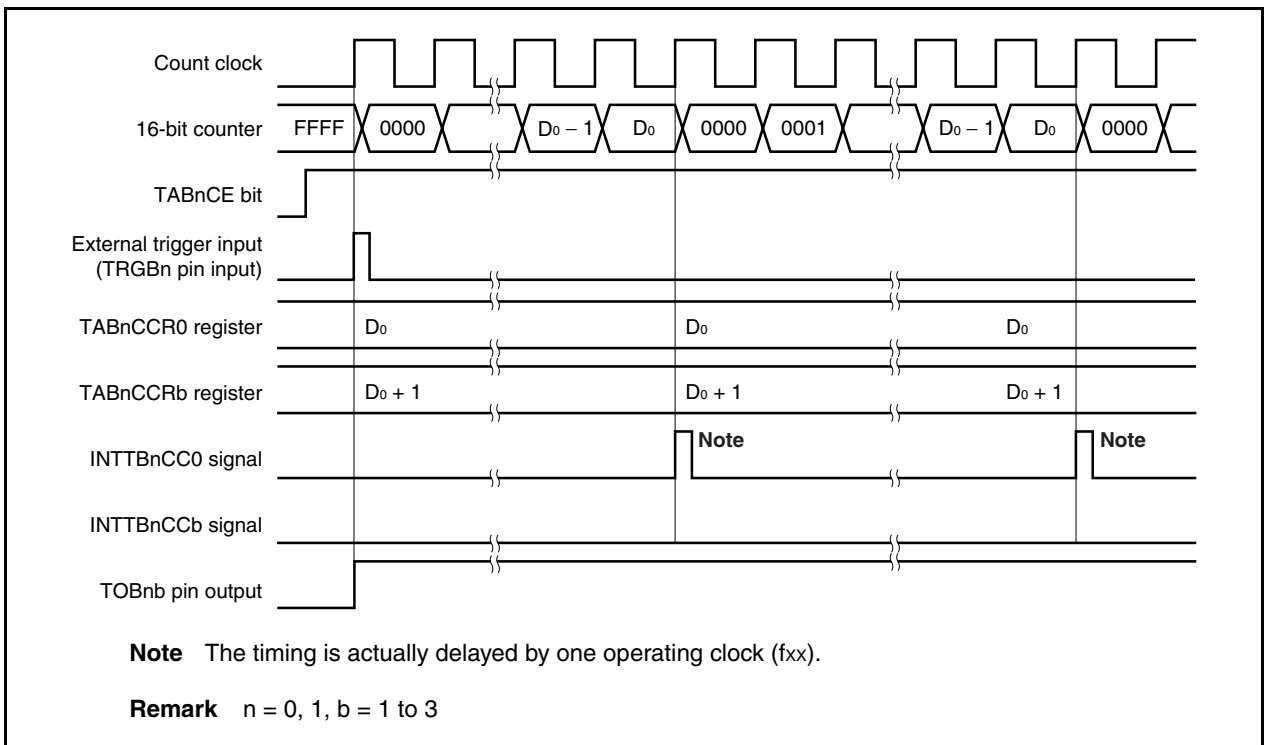 Count clock
16-bit counter FFFF 0000 D0 − 1 D0 0000 0001 D0 − 1 D0 0000
TABnCE bit
External trigger input
(TRGBn pin input)
TABnCCR0 register D0 D0 D0
TABnCCRb register D0 + 1 D0 + 1 D0 + 1
INTTBnCC0 signal Note Note
INTTBnCCb signal
TOBnb pin output
Note The timing is actually delayed by one operating clock (fxx).
Remark n = 0, 1, b = 1 to 3